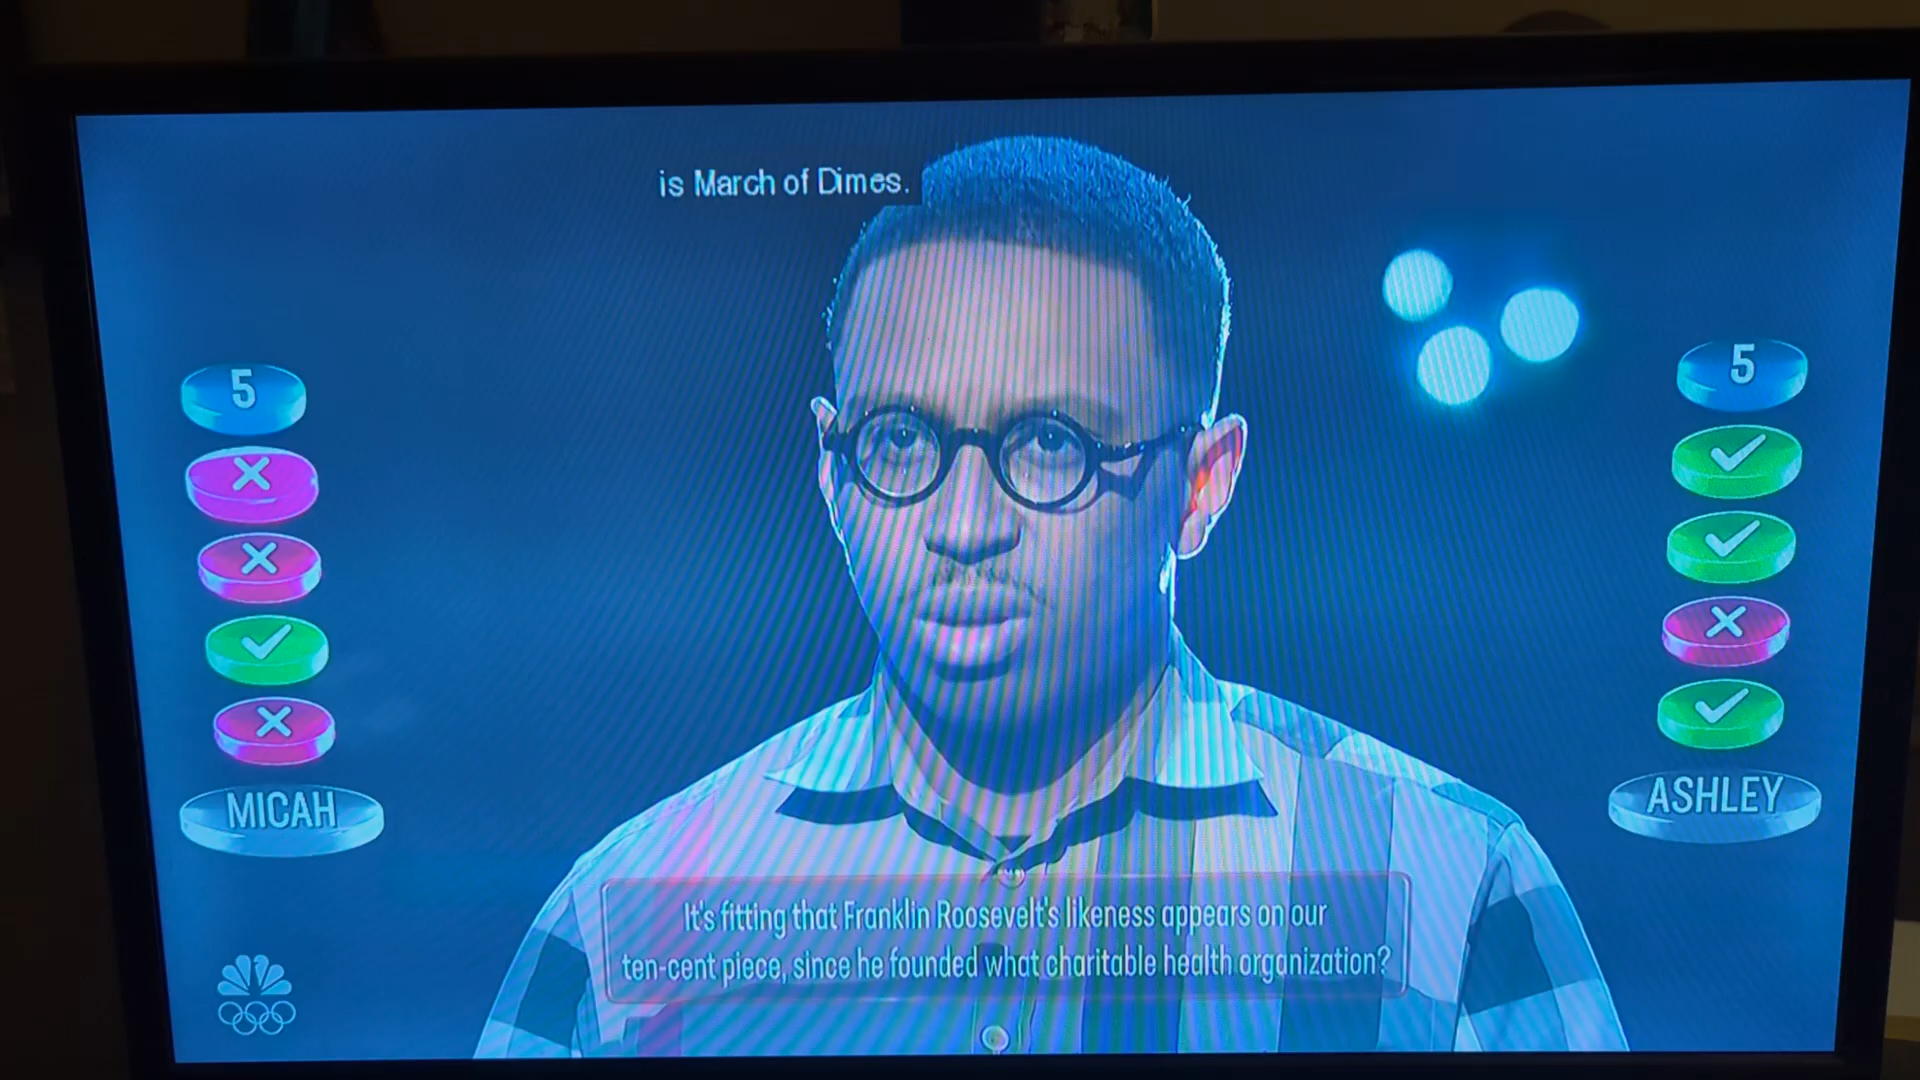 is March of Dimes.
5
5
MICAH
ASHLEY
It's fitting that Franklin Roosevelt's likeness appears on our
ten-cent piece, since he founded what charitable health organization?